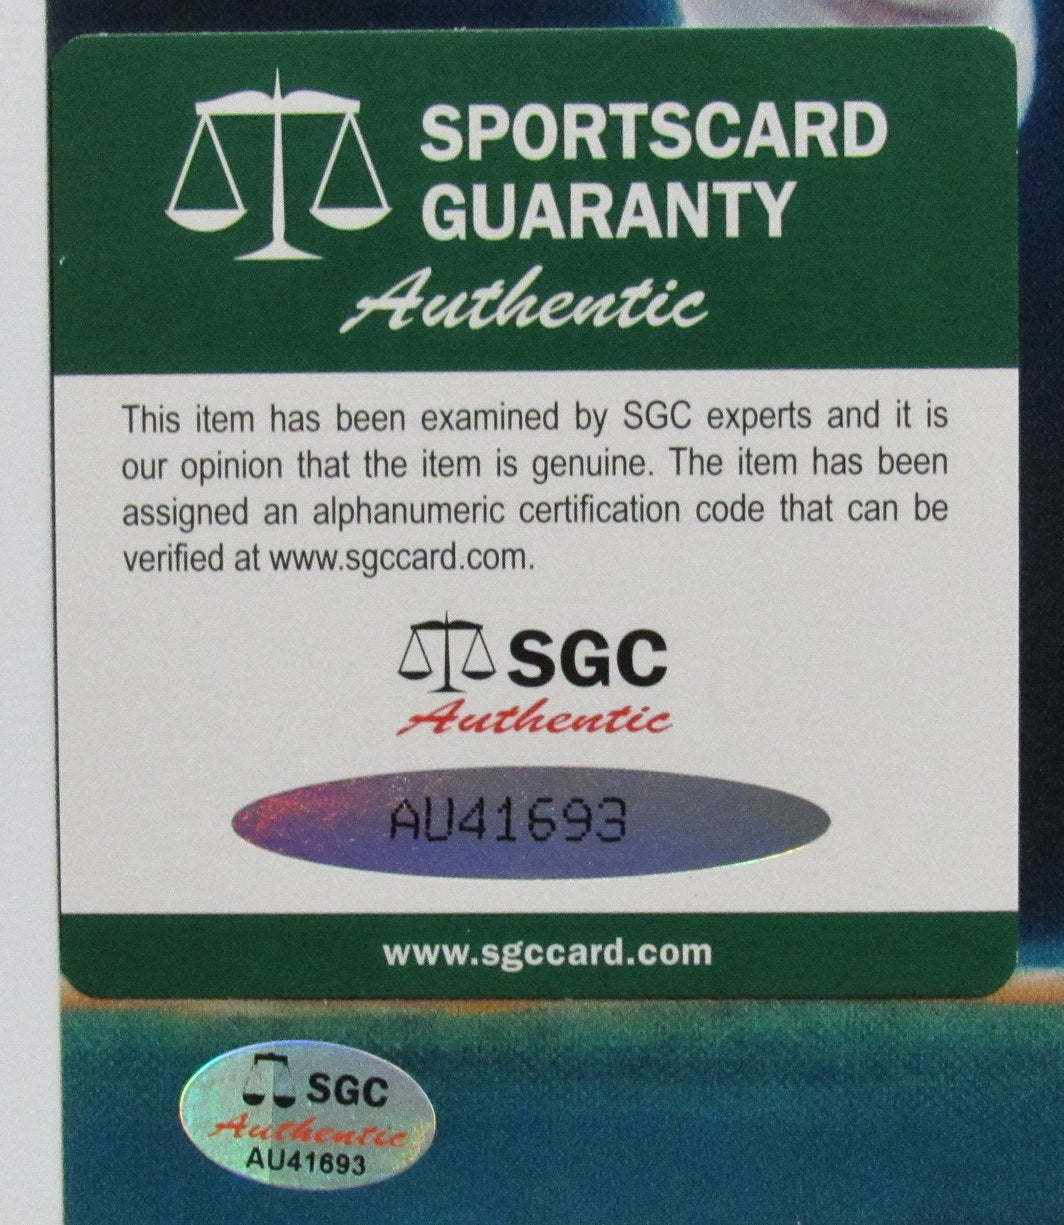 SPORTSCARD
GUARANTY
Authentic
This item has been examined by SGC experts and it is
our opinion that the item is genuine. The item has been
assigned an alphanumeric certification code that can be
verified at www.sgccard.com.
SGC
Authentic
AU41693
www.sgccard.com
SGC
Authentic
AU41693